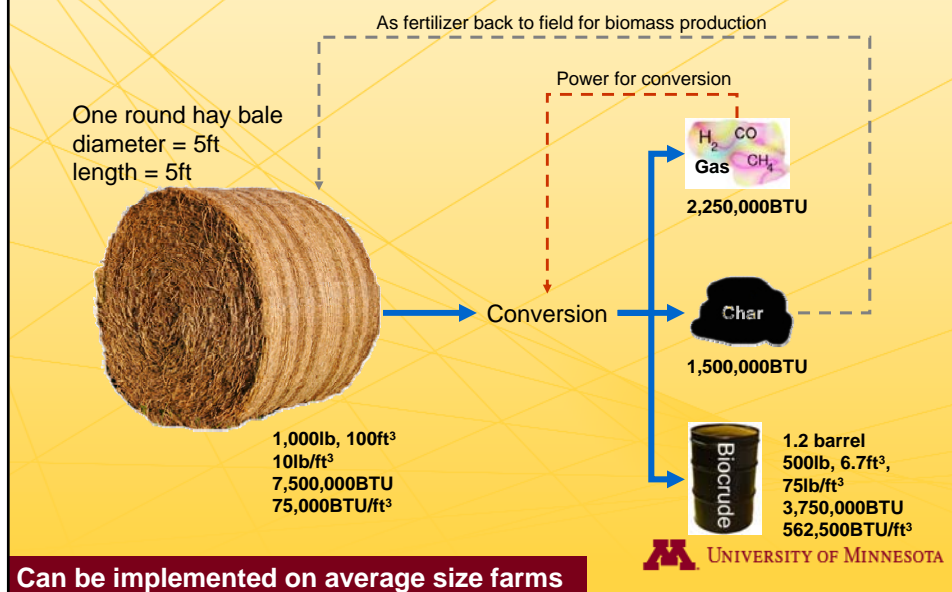 As fertilizer back to field for biomass production
Power for conversion
One round hay bale
diameter = 5ft
length = 5ft
H₂ CO
Gas CH₄
2,250,000BTU
Conversion
Char
1,500,000BTU
1,000lb, 100ft³
10lb/ft³
7,500,000BTU
75,000BTU/ft³
Biocrude
1.2 barrel
500lb, 6.7ft³,
75lb/ft³
3,750,000BTU
562,500BTU/ft³
M UNIVERSITY OF MINNESOTA
Can be implemented on average size farms